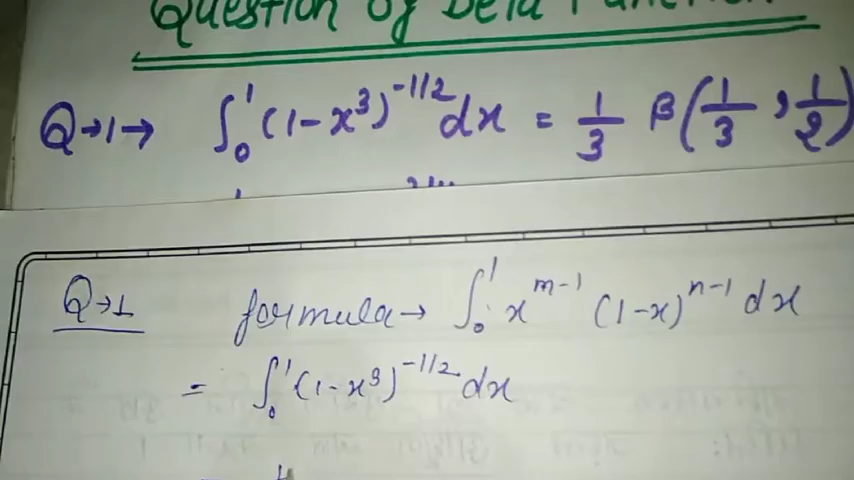 Question of Beta Function
Q→1→ ∫₀¹ (1-x³)^-1/2 dx = 1/3 β(1/3, 1/2)
Q→1 formula→ ∫₀¹ x^m-1 (1-x)^n-1 dx
= ∫₀¹ (1-x³)^-1/2 dx